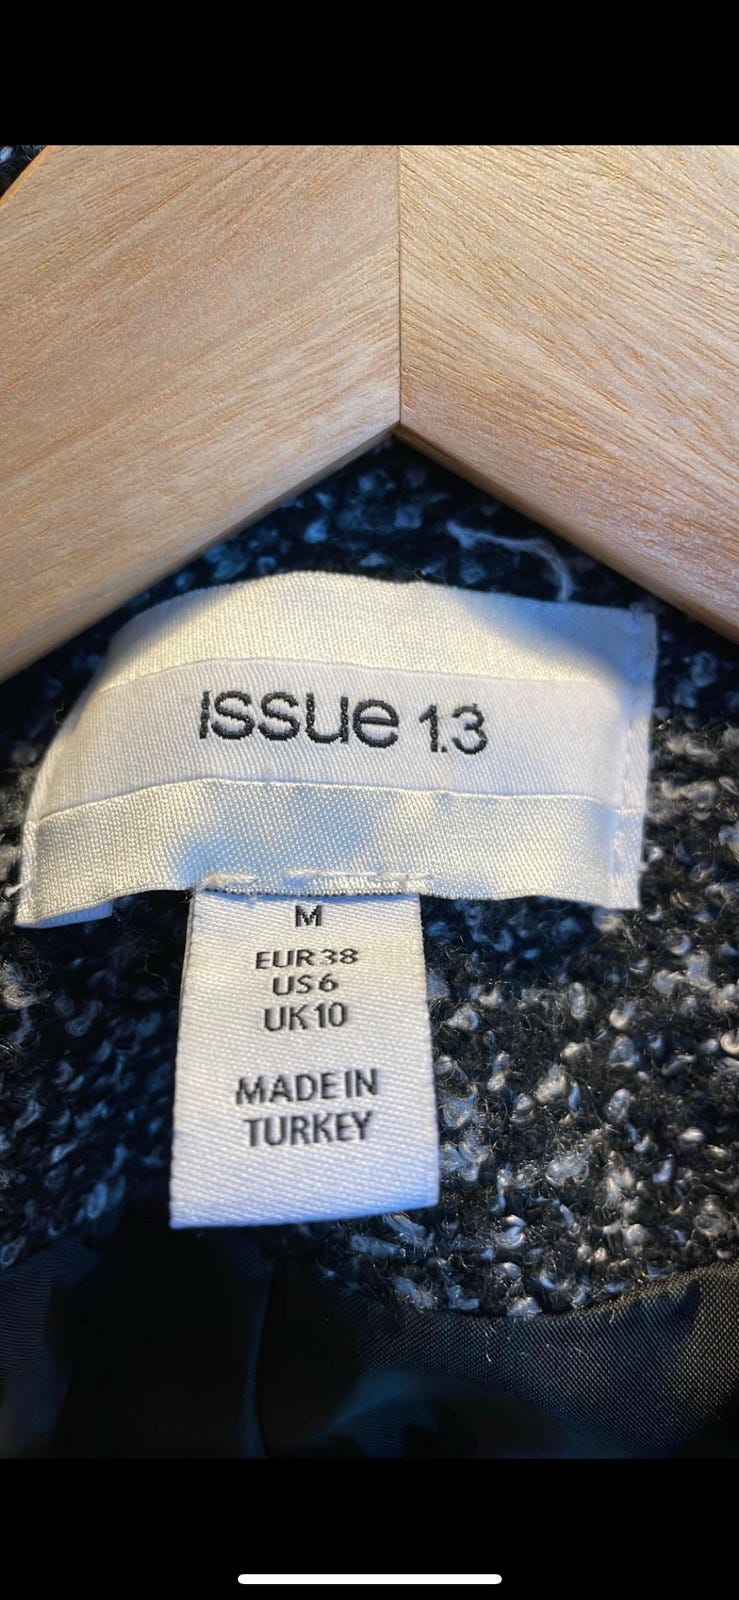 issue 1.3
M
EUR 38
US 6
UK 10
MADE IN
TURKEY